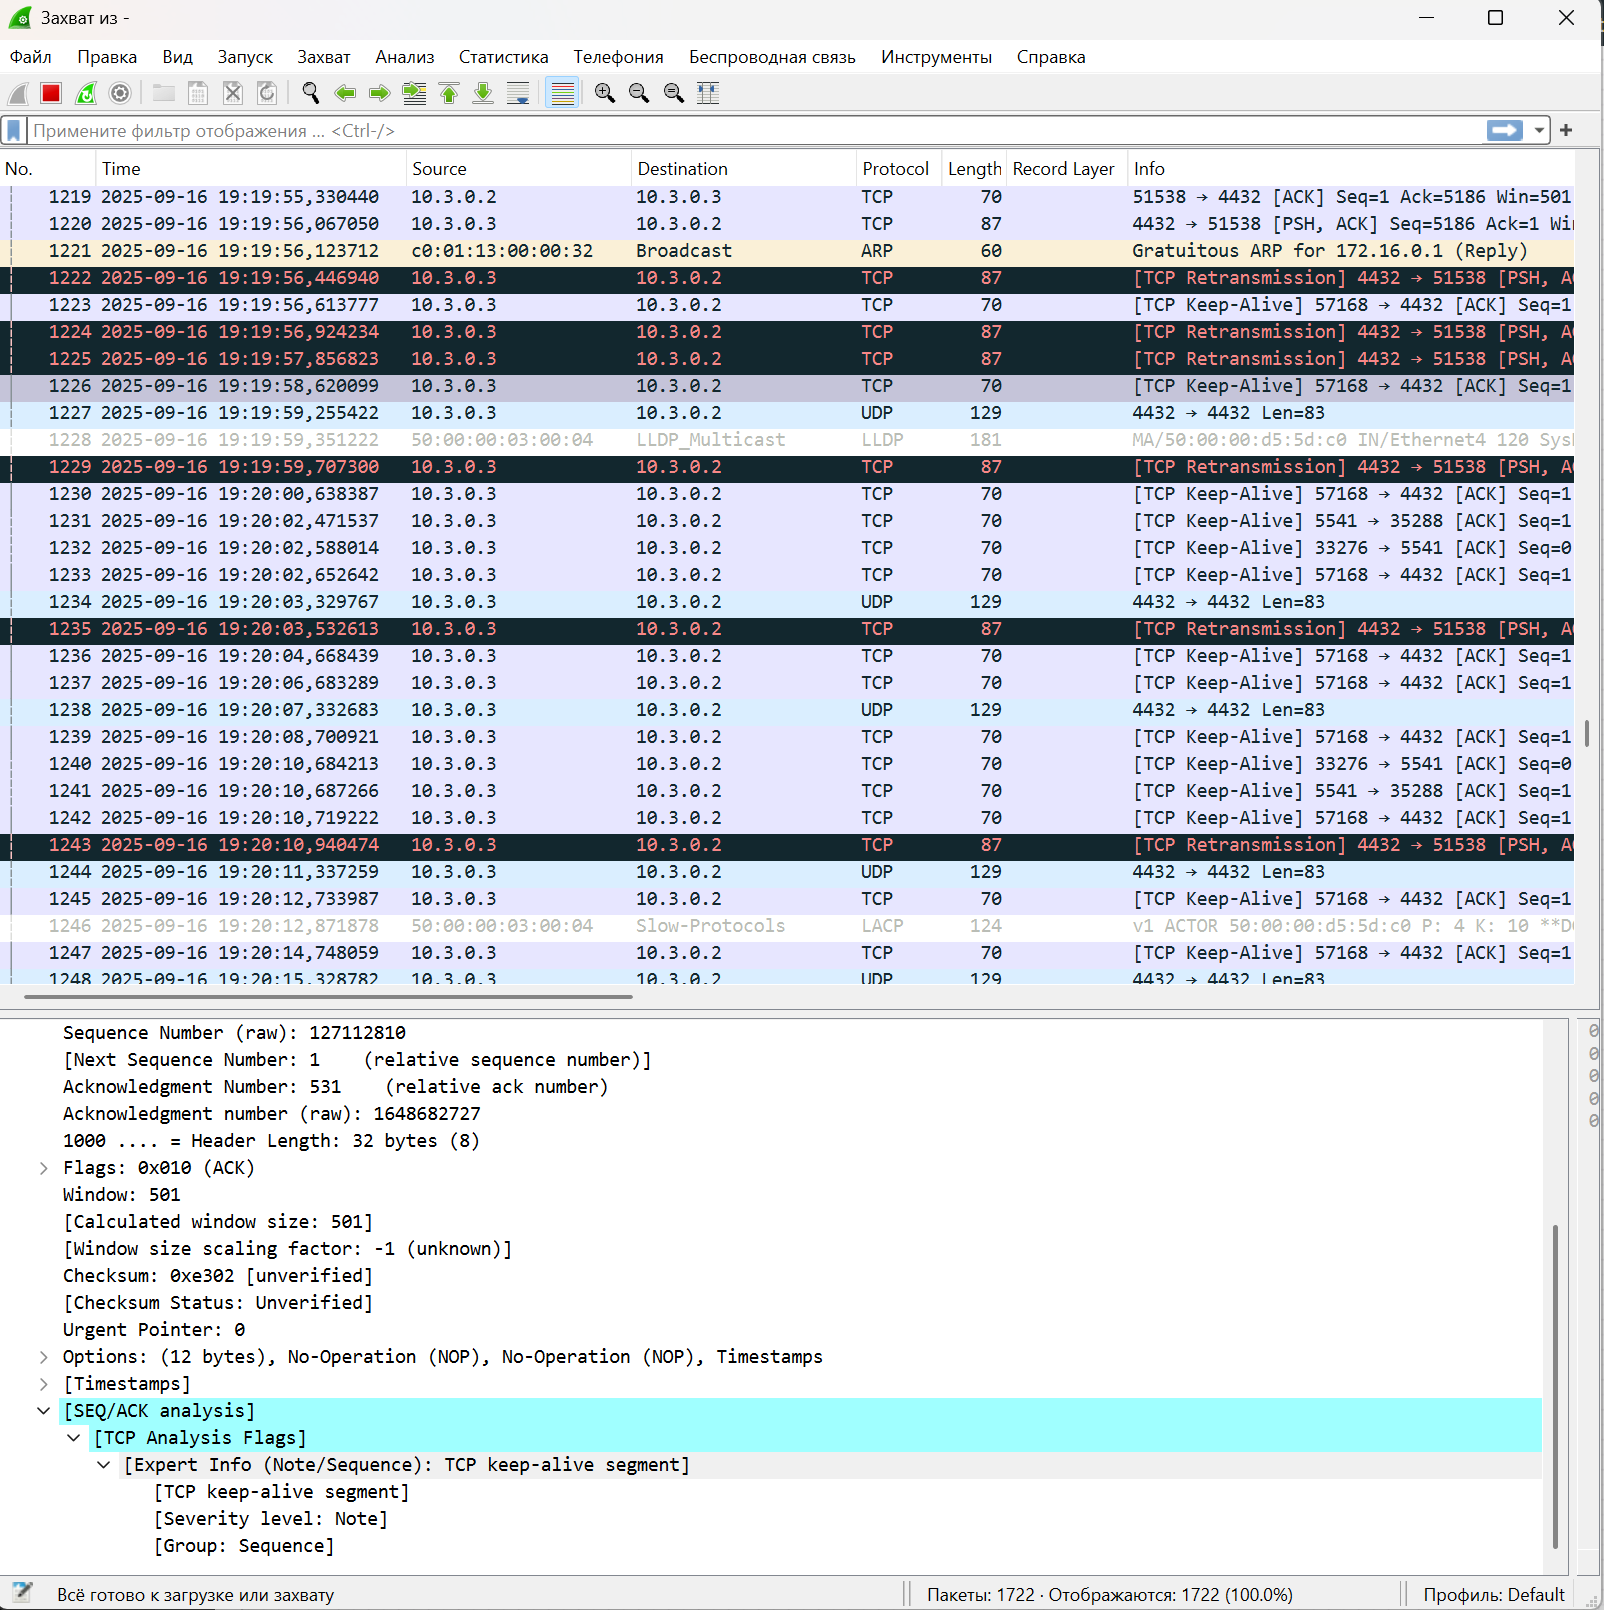 Захват из -
Файл Правка Вид Запуск Захват Анализ Статистика Телефония Беспроводная связь Инструменты Справка
Примените фильтр отображения ... <Ctrl-/>
No. Time Source Destination Protocol Length Record Layer Info
1219 2025-09-16 19:19:55,330440 10.3.0.2 10.3.0.3 TCP 70 51538 → 4432 [ACK] Seq=1 Ack=5186 Win=501
1220 2025-09-16 19:19:56,067050 10.3.0.3 10.3.0.2 TCP 87 4432 → 51538 [PSH, ACK] Seq=5186 Ack=1 Wi
1221 2025-09-16 19:19:56,123712 c0:01:13:00:00:32 Broadcast ARP 60 Gratuitous ARP for 172.16.0.1 (Reply)
1222 2025-09-16 19:19:56,446940 10.3.0.3 10.3.0.2 TCP 87 [TCP Retransmission] 4432 → 51538 [PSH, A
1223 2025-09-16 19:19:56,613777 10.3.0.3 10.3.0.2 TCP 70 [TCP Keep-Alive] 57168 → 4432 [ACK] Seq=1
1224 2025-09-16 19:19:56,924234 10.3.0.3 10.3.0.2 TCP 87 [TCP Retransmission] 4432 → 51538 [PSH, A
1225 2025-09-16 19:19:57,856823 10.3.0.3 10.3.0.2 TCP 87 [TCP Retransmission] 4432 → 51538 [PSH, A
1226 2025-09-16 19:19:58,620099 10.3.0.3 10.3.0.2 TCP 70 [TCP Keep-Alive] 57168 → 4432 [ACK] Seq=1
1227 2025-09-16 19:19:59,255422 10.3.0.3 10.3.0.2 UDP 129 4432 → 4432 Len=83
1228 2025-09-16 19:19:59,351222 50:00:00:03:00:04 LLDP_Multicast LLDP 181 MA/50:00:00:d5:5d:c0 IN/Ethernet4 120 Sys
1229 2025-09-16 19:19:59,707300 10.3.0.3 10.3.0.2 TCP 87 [TCP Retransmission] 4432 → 51538 [PSH, A
1230 2025-09-16 19:20:00,638387 10.3.0.3 10.3.0.2 TCP 70 [TCP Keep-Alive] 57168 → 4432 [ACK] Seq=1
1231 2025-09-16 19:20:02,471537 10.3.0.3 10.3.0.2 TCP 70 [TCP Keep-Alive] 5541 → 35288 [ACK] Seq=1
1232 2025-09-16 19:20:02,588014 10.3.0.3 10.3.0.2 TCP 70 [TCP Keep-Alive] 33276 → 5541 [ACK] Seq=0
1233 2025-09-16 19:20:02,652642 10.3.0.3 10.3.0.2 TCP 70 [TCP Keep-Alive] 57168 → 4432 [ACK] Seq=1
1234 2025-09-16 19:20:03,329767 10.3.0.3 10.3.0.2 UDP 129 4432 → 4432 Len=83
1235 2025-09-16 19:20:03,532613 10.3.0.3 10.3.0.2 TCP 87 [TCP Retransmission] 4432 → 51538 [PSH, A
1236 2025-09-16 19:20:04,668439 10.3.0.3 10.3.0.2 TCP 70 [TCP Keep-Alive] 57168 → 4432 [ACK] Seq=1
1237 2025-09-16 19:20:06,683289 10.3.0.3 10.3.0.2 TCP 70 [TCP Keep-Alive] 57168 → 4432 [ACK] Seq=1
1238 2025-09-16 19:20:07,332683 10.3.0.3 10.3.0.2 UDP 129 4432 → 4432 Len=83
1239 2025-09-16 19:20:08,700921 10.3.0.3 10.3.0.2 TCP 70 [TCP Keep-Alive] 57168 → 4432 [ACK] Seq=1
1240 2025-09-16 19:20:10,684213 10.3.0.3 10.3.0.2 TCP 70 [TCP Keep-Alive] 33276 → 5541 [ACK] Seq=0
1241 2025-09-16 19:20:10,687266 10.3.0.3 10.3.0.2 TCP 70 [TCP Keep-Alive] 5541 → 35288 [ACK] Seq=1
1242 2025-09-16 19:20:10,719222 10.3.0.3 10.3.0.2 TCP 70 [TCP Keep-Alive] 57168 → 4432 [ACK] Seq=1
1243 2025-09-16 19:20:10,940474 10.3.0.3 10.3.0.2 TCP 87 [TCP Retransmission] 4432 → 51538 [PSH, A
1244 2025-09-16 19:20:11,337259 10.3.0.3 10.3.0.2 UDP 129 4432 → 4432 Len=83
1245 2025-09-16 19:20:12,733987 10.3.0.3 10.3.0.2 TCP 70 [TCP Keep-Alive] 57168 → 4432 [ACK] Seq=1
1246 2025-09-16 19:20:12,871878 50:00:00:03:00:04 Slow-Protocols LACP 124 v1 ACTOR 50:00:00:d5:5d:c0 P: 4 K: 10 **D
1247 2025-09-16 19:20:14,748059 10.3.0.3 10.3.0.2 TCP 70 [TCP Keep-Alive] 57168 → 4432 [ACK] Seq=1
1248 2025-09-16 19:20:15,328782 10.3.0.3 10.3.0.2 UDP 129 4432 → 4432 Len=83
Sequence Number (raw): 127112810
[Next Sequence Number: 1 (relative sequence number)]
Acknowledgment Number: 531 (relative ack number)
Acknowledgment number (raw): 1648682727
1000 .... = Header Length: 32 bytes (8)
Flags: 0x010 (ACK)
Window: 501
[Calculated window size: 501]
[Window size scaling factor: -1 (unknown)]
Checksum: 0xe302 [unverified]
[Checksum Status: Unverified]
Urgent Pointer: 0
Options: (12 bytes), No-Operation (NOP), No-Operation (NOP), Timestamps
[Timestamps]
[SEQ/ACK analysis]
[TCP Analysis Flags]
[Expert Info (Note/Sequence): TCP keep-alive segment]
[TCP keep-alive segment]
[Severity level: Note]
[Group: Sequence]
0
0
0
0
0
Всё готово к загрузке или захвату
Пакеты: 1722 · Отображаются: 1722 (100.0%)
Профиль: Default